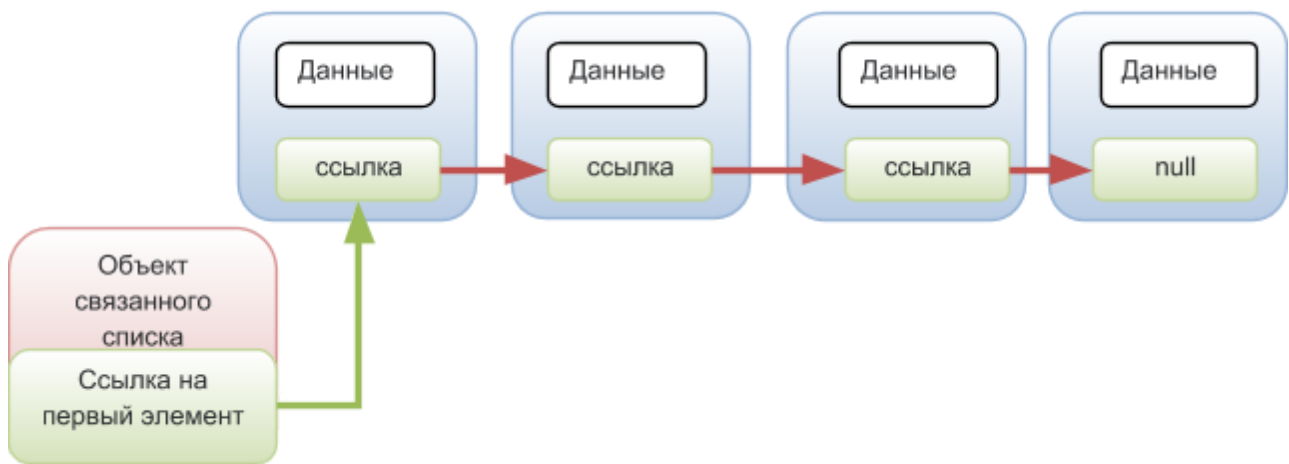 Данные
Данные
Данные
Данные
ссылка
ссылка
ссылка
null
Объект
связанного
списка
Ссылка на
первый элемент